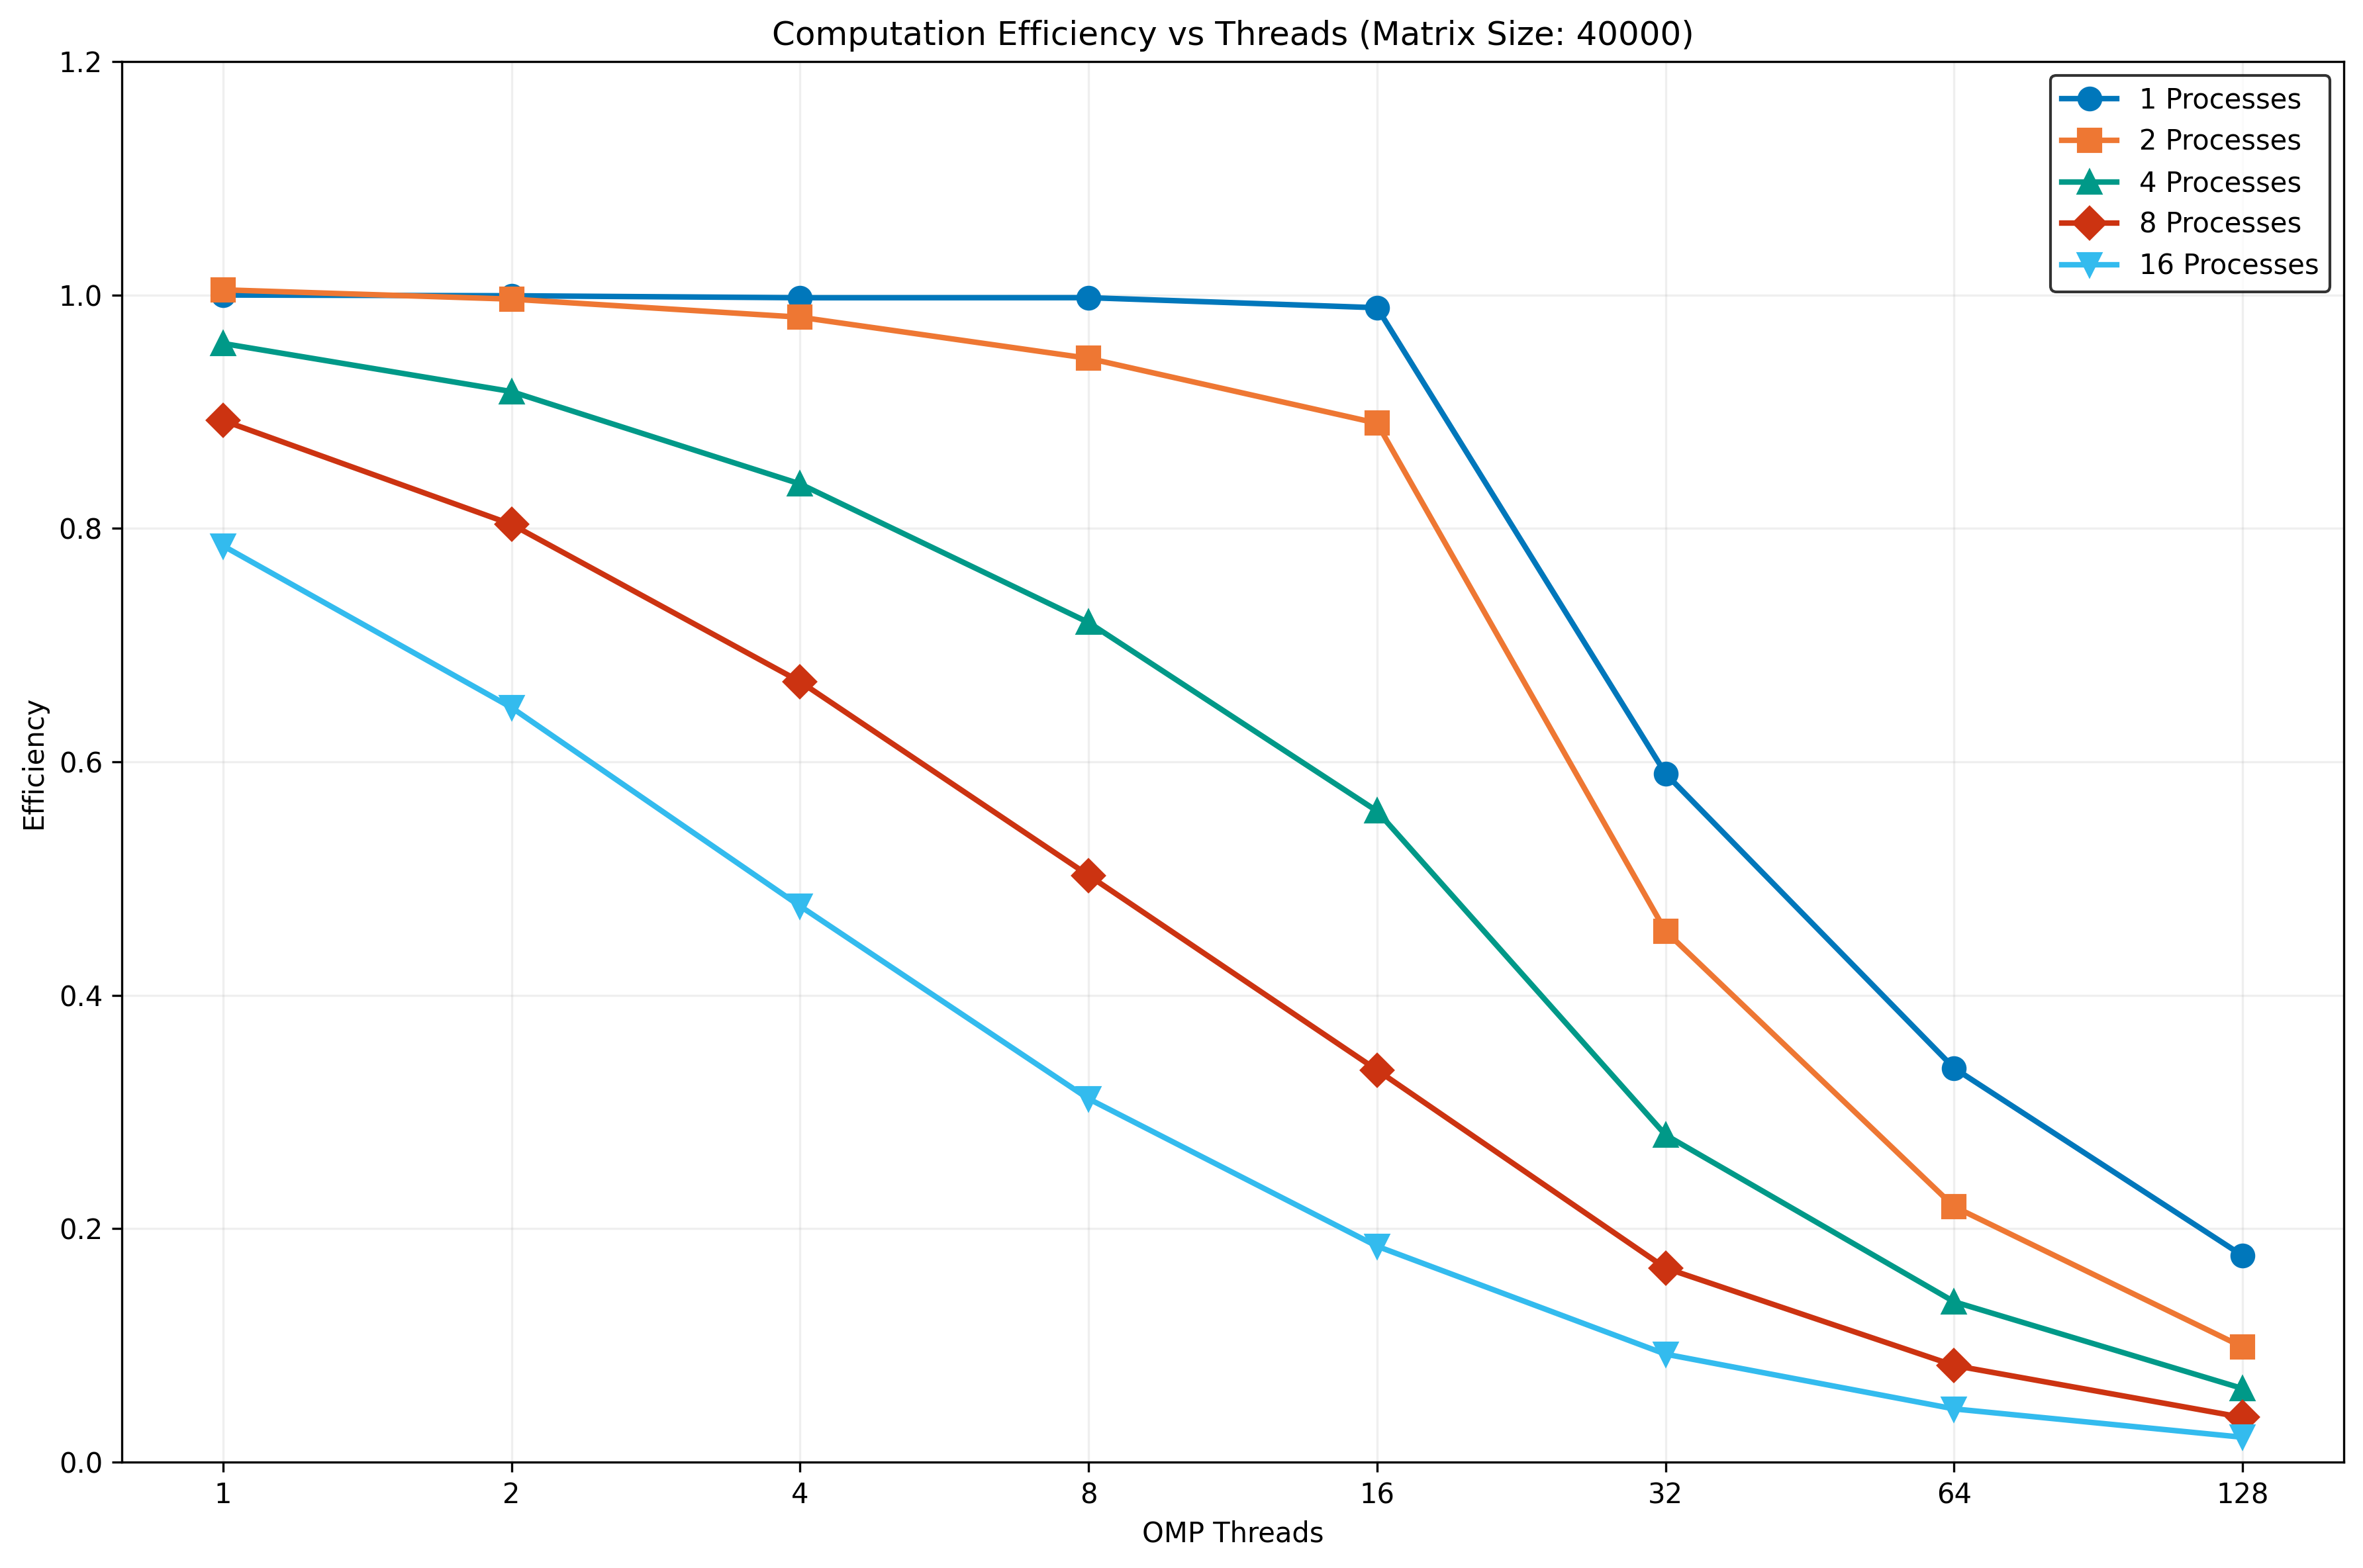 Computation Efficiency vs Threads (Matrix Size: 40000)
1.2
1.0
0.8
0.6
0.4
0.2
0.0
Efficiency
1 Processes
2 Processes
4 Processes
8 Processes
16 Processes
1 2 4 8 16 32 64 128
OMP Threads